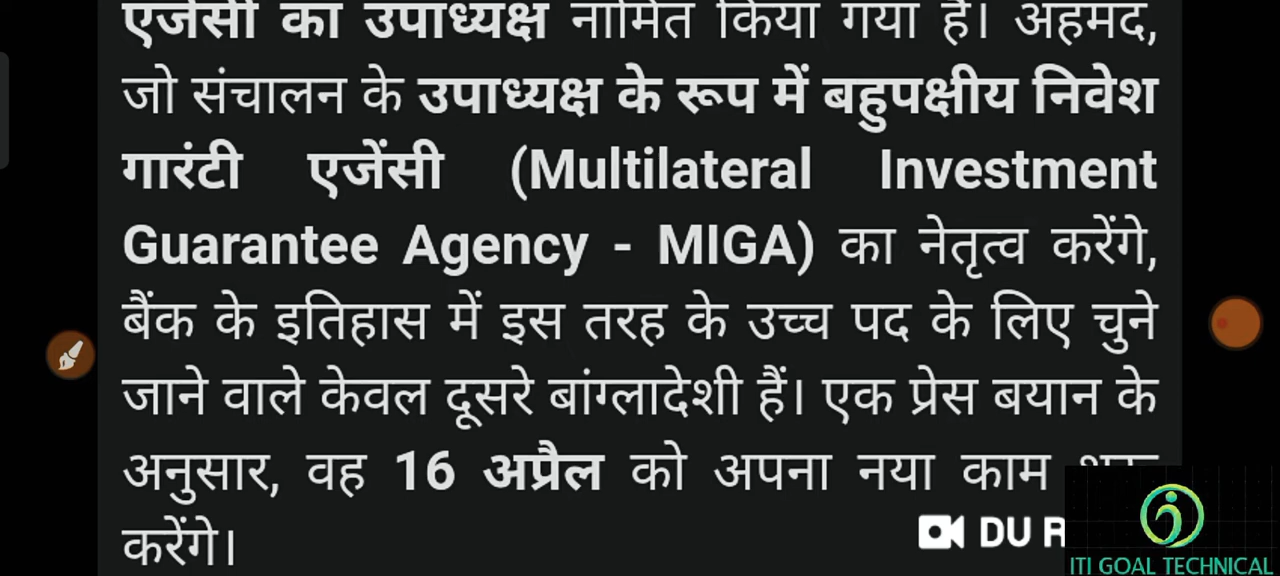 एजेंसी का उपाध्यक्ष नामित किया गया है। अहमद,
जो संचालन के उपाध्यक्ष के रूप में बहुपक्षीय निवेश
गारंटी एजेंसी (Multilateral Investment
Guarantee Agency - MIGA) का नेतृत्व करेंगे,
बैंक के इतिहास में इस तरह के उच्च पद के लिए चुने
जाने वाले केवल दूसरे बांग्लादेशी हैं। एक प्रेस बयान के
अनुसार, वह 16 अप्रैल को अपना नया काम
करेंगे।
DU R
ITI GOAL TECHNICAL